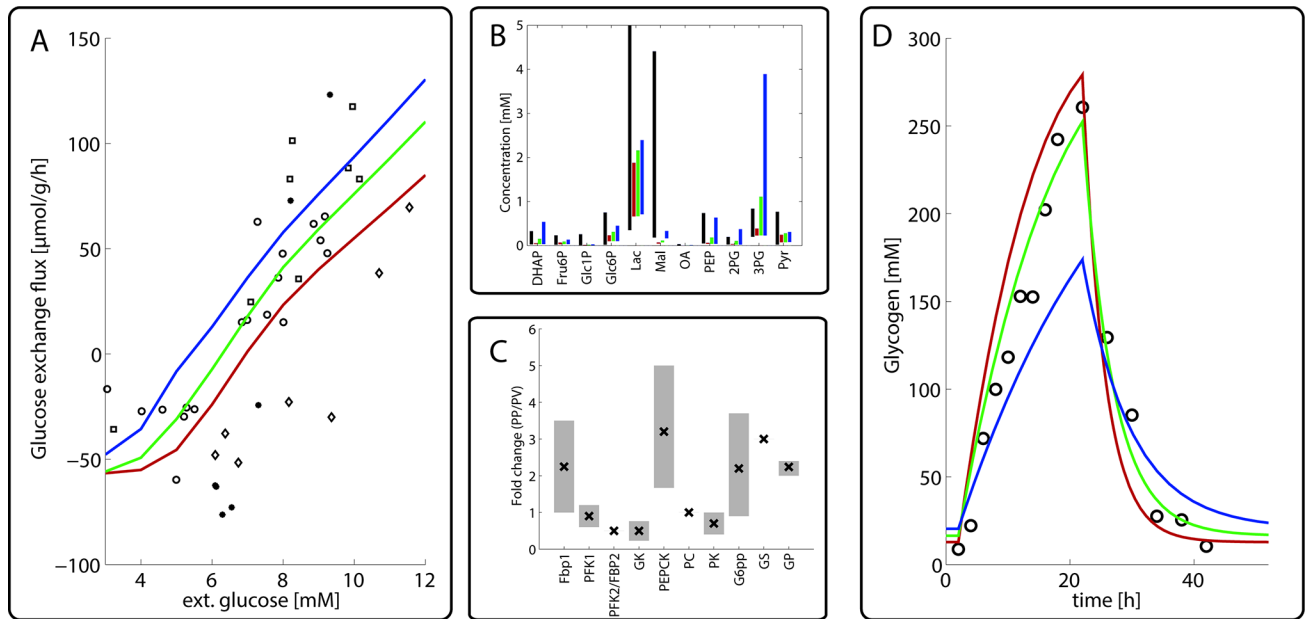 A
150
100
50
0
−50
−100
4
6
8
10
12
Glucose exchange flux [μmol/g/h]
ext. glucose [mM]
B
5
4
3
2
1
0
Concentration [mM]
DHAP
Fru6P
Glc1P
Glc6P
Lac
Mal
OA
PEP
2PG
3PG
Pyr
C
6
5
4
3
2
1
0
Fold change (PP/PV)
Fbp1
PFK1
PFK2/FBP2
GK
PEPCK
PC
PK
G6pp
GS
GP
D
300
250
200
150
100
50
0
0
20
40
Glycogen [mM]
time [h]